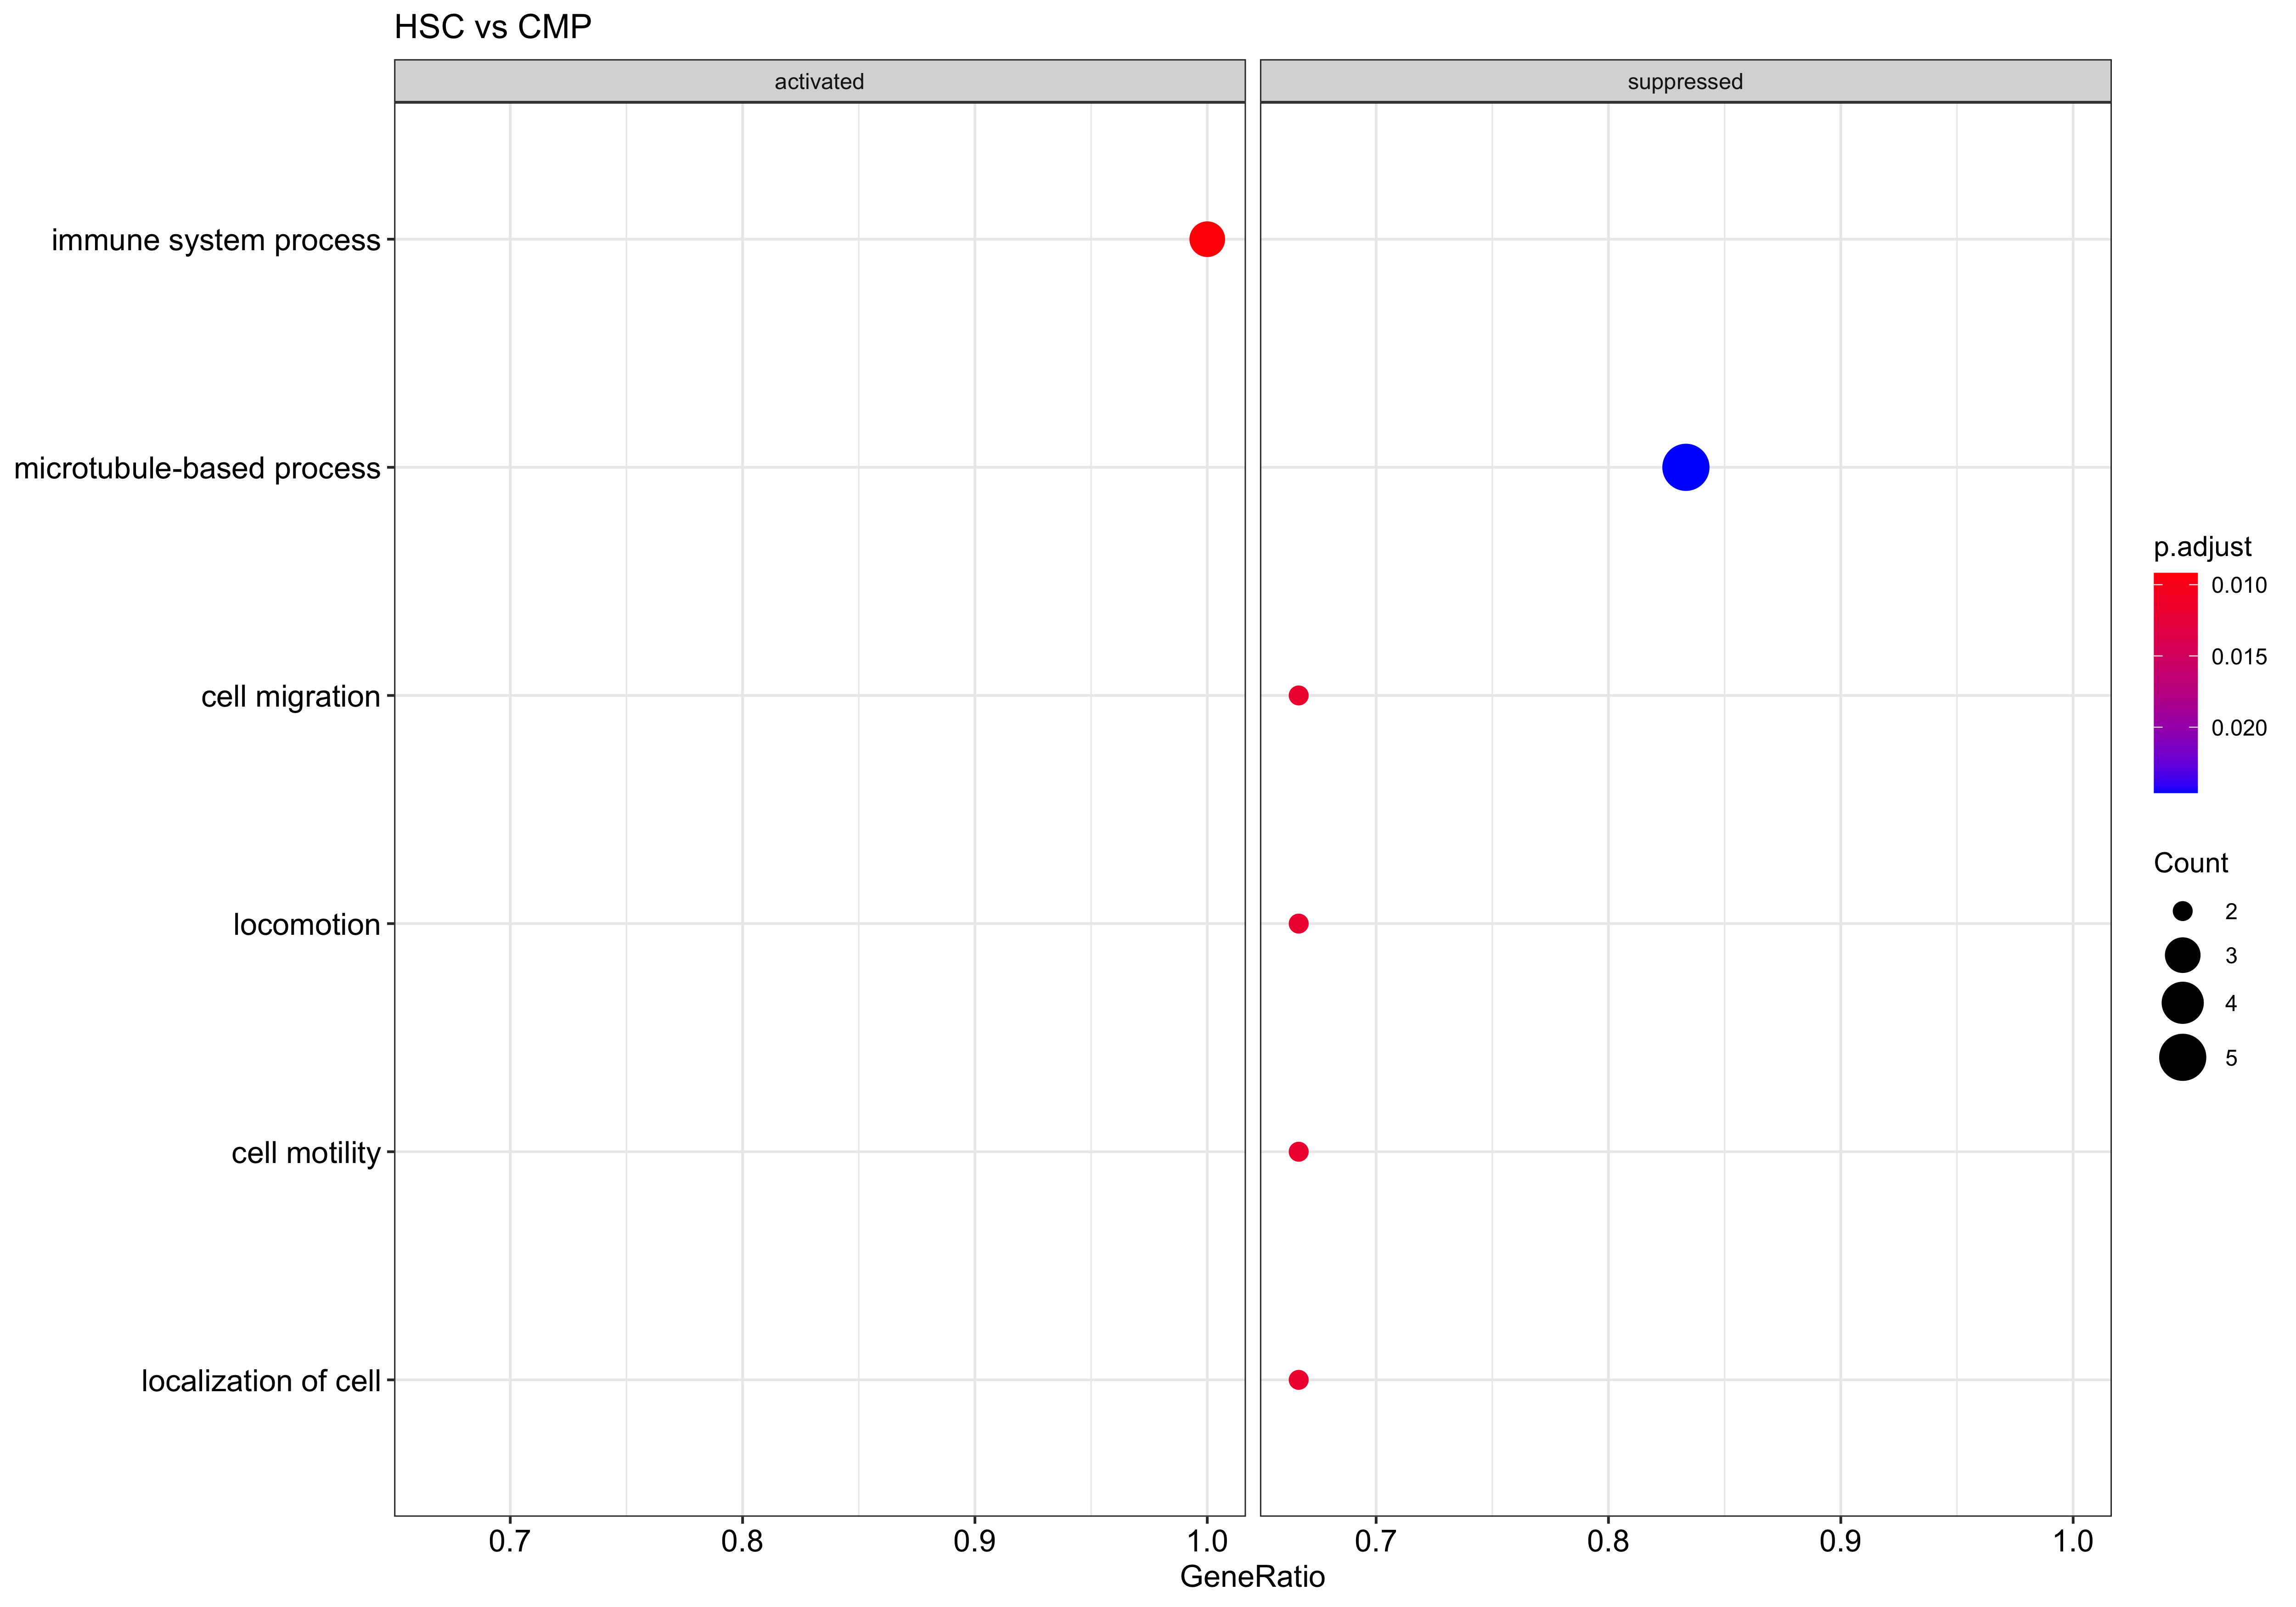 HSC vs CMP
activated
suppressed
immune system process
microtubule-based process
cell migration
locomotion
cell motility
localization of cell
0.7 0.8 0.9 1.0
0.7 0.8 0.9 1.0
GeneRatio
p.adjust
0.010
0.015
0.020
Count
2
3
4
5